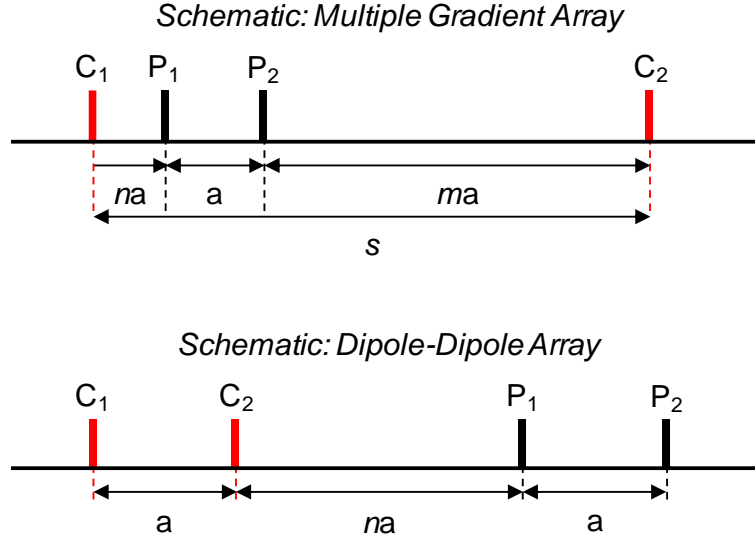 Schematic: Multiple Gradient Array
C₁ P₁ P₂ C₂
na a ma
s
Schematic: Dipole-Dipole Array
C₁ C₂ P₁ P₂
a na a